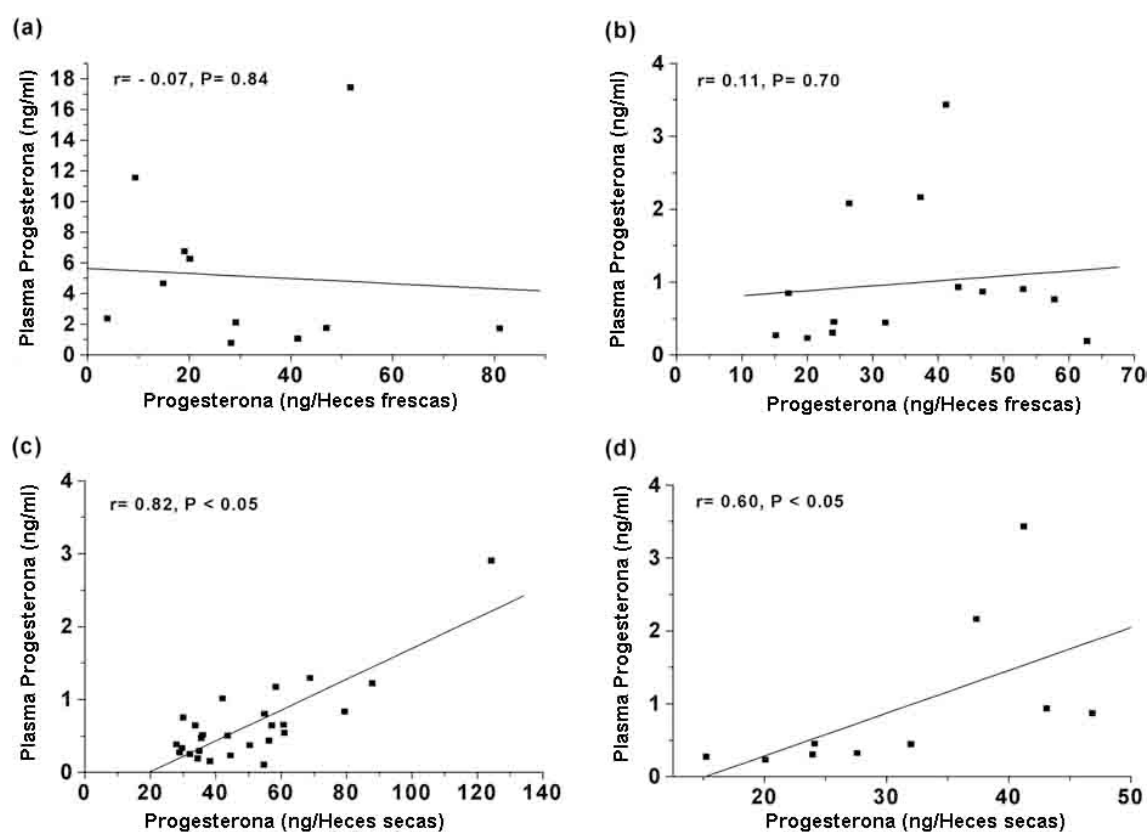 (a)
r= - 0.07, P= 0.84
Plasma Progesterona (ng/ml)
18
16
14
12
10
8
6
4
2
0
0 20 40 60 80
Progesterona (ng/Heces frescas)
(b)
r= 0.11, P= 0.70
Plasma Progesterona (ng/ml)
4
3
2
1
0
0 10 20 30 40 50 60 70
Progesterona (ng/Heces frescas)
(c)
r= 0.82, P < 0.05
Plasma Progesterona (ng/ml)
4
3
2
1
0
0 20 40 60 80 100 120 140
Progesterona (ng/Heces secas)
(d)
r= 0.60, P < 0.05
Plasma Progesterona (ng/ml)
4
3
2
1
0
20 30 40 50
Progesterona (ng/Heces secas)